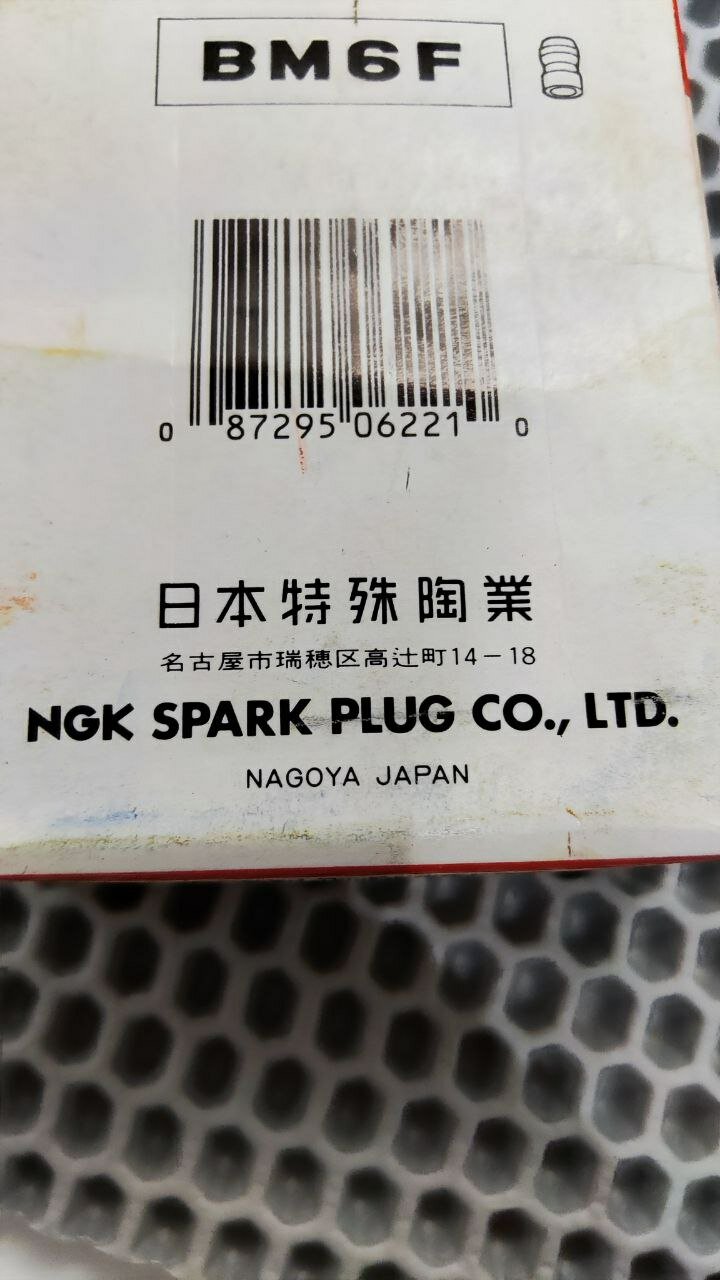 BM6F
0 87295 06221 0
日本特殊陶業
名古屋市瑞穂区高辻町14-18
NGK SPARK PLUG CO., LTD.
NAGOYA JAPAN